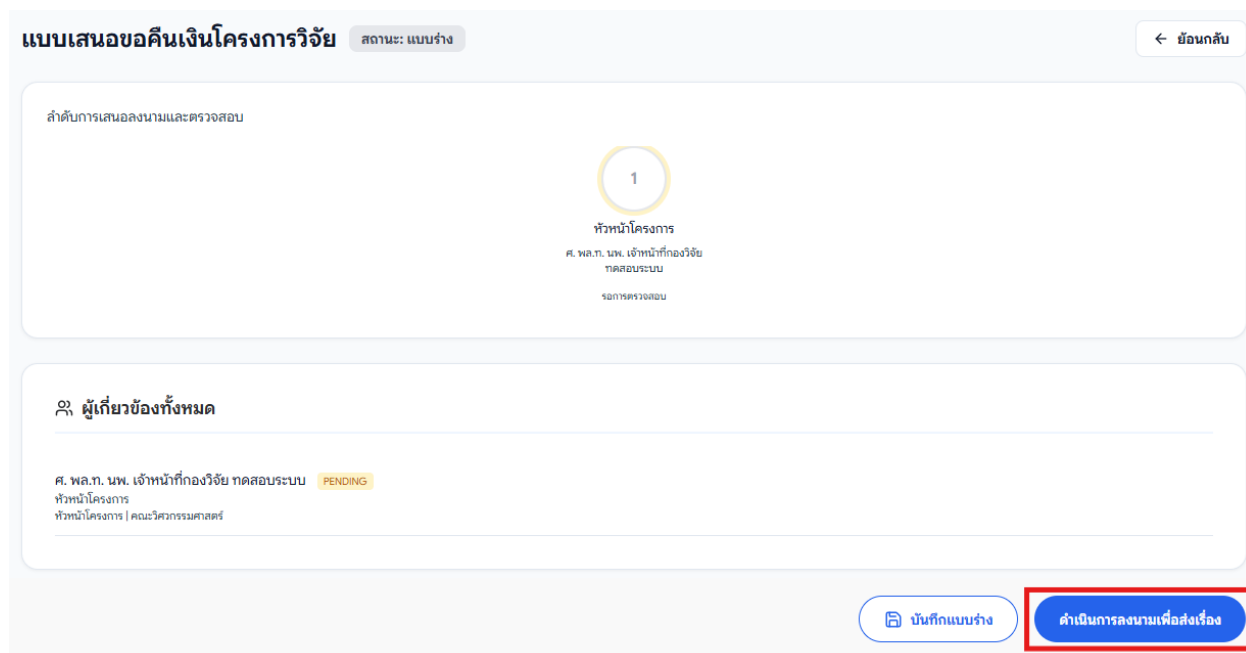 แบบเสนอขอคืนเงินโครงการวิจัย สถานะ: แบบร่าง ← ย้อนกลับ
ลำดับการเสนอลงนามและตรวจสอบ
1
หัวหน้าโครงการ
ศ. พล.ท. นพ. เจ้าหน้าที่กองวิจัย
ทดสอบระบบ
รอการตรวจสอบ
ผู้เกี่ยวข้องทั้งหมด
ศ. พล.ท. นพ. เจ้าหน้าที่กองวิจัย ทดสอบระบบ PENDING
หัวหน้าโครงการ
หัวหน้าโครงการ | คณะวิศวกรรมศาสตร์
บันทึกแบบร่าง ดำเนินการลงนามเพื่อส่งเรื่อง